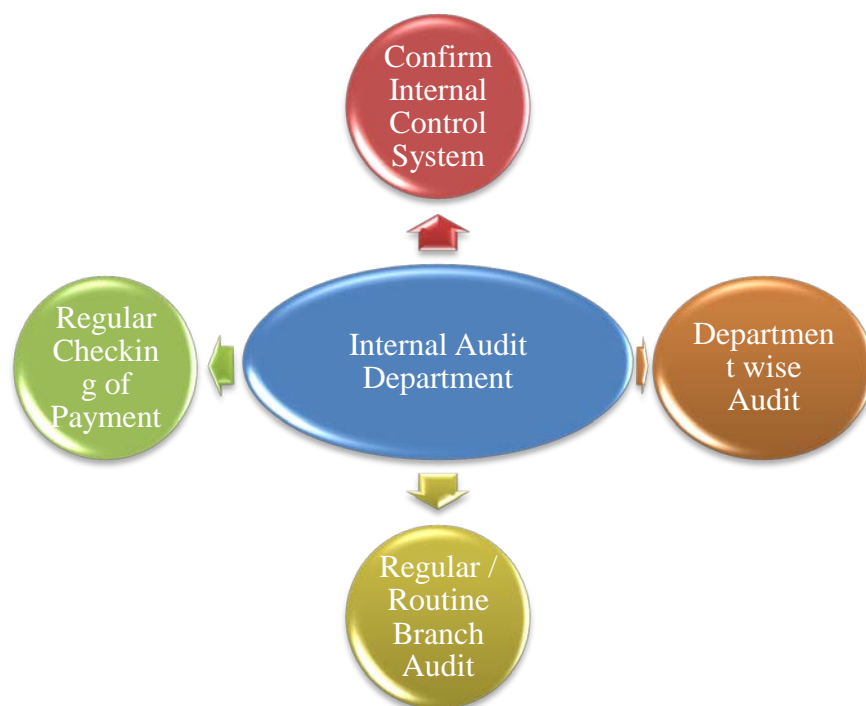 Confirm
Internal
Control
System
Regular
Checkin
g of
Payment
Internal Audit
Department
Departmen
t wise
Audit
Regular /
Routine
Branch
Audit